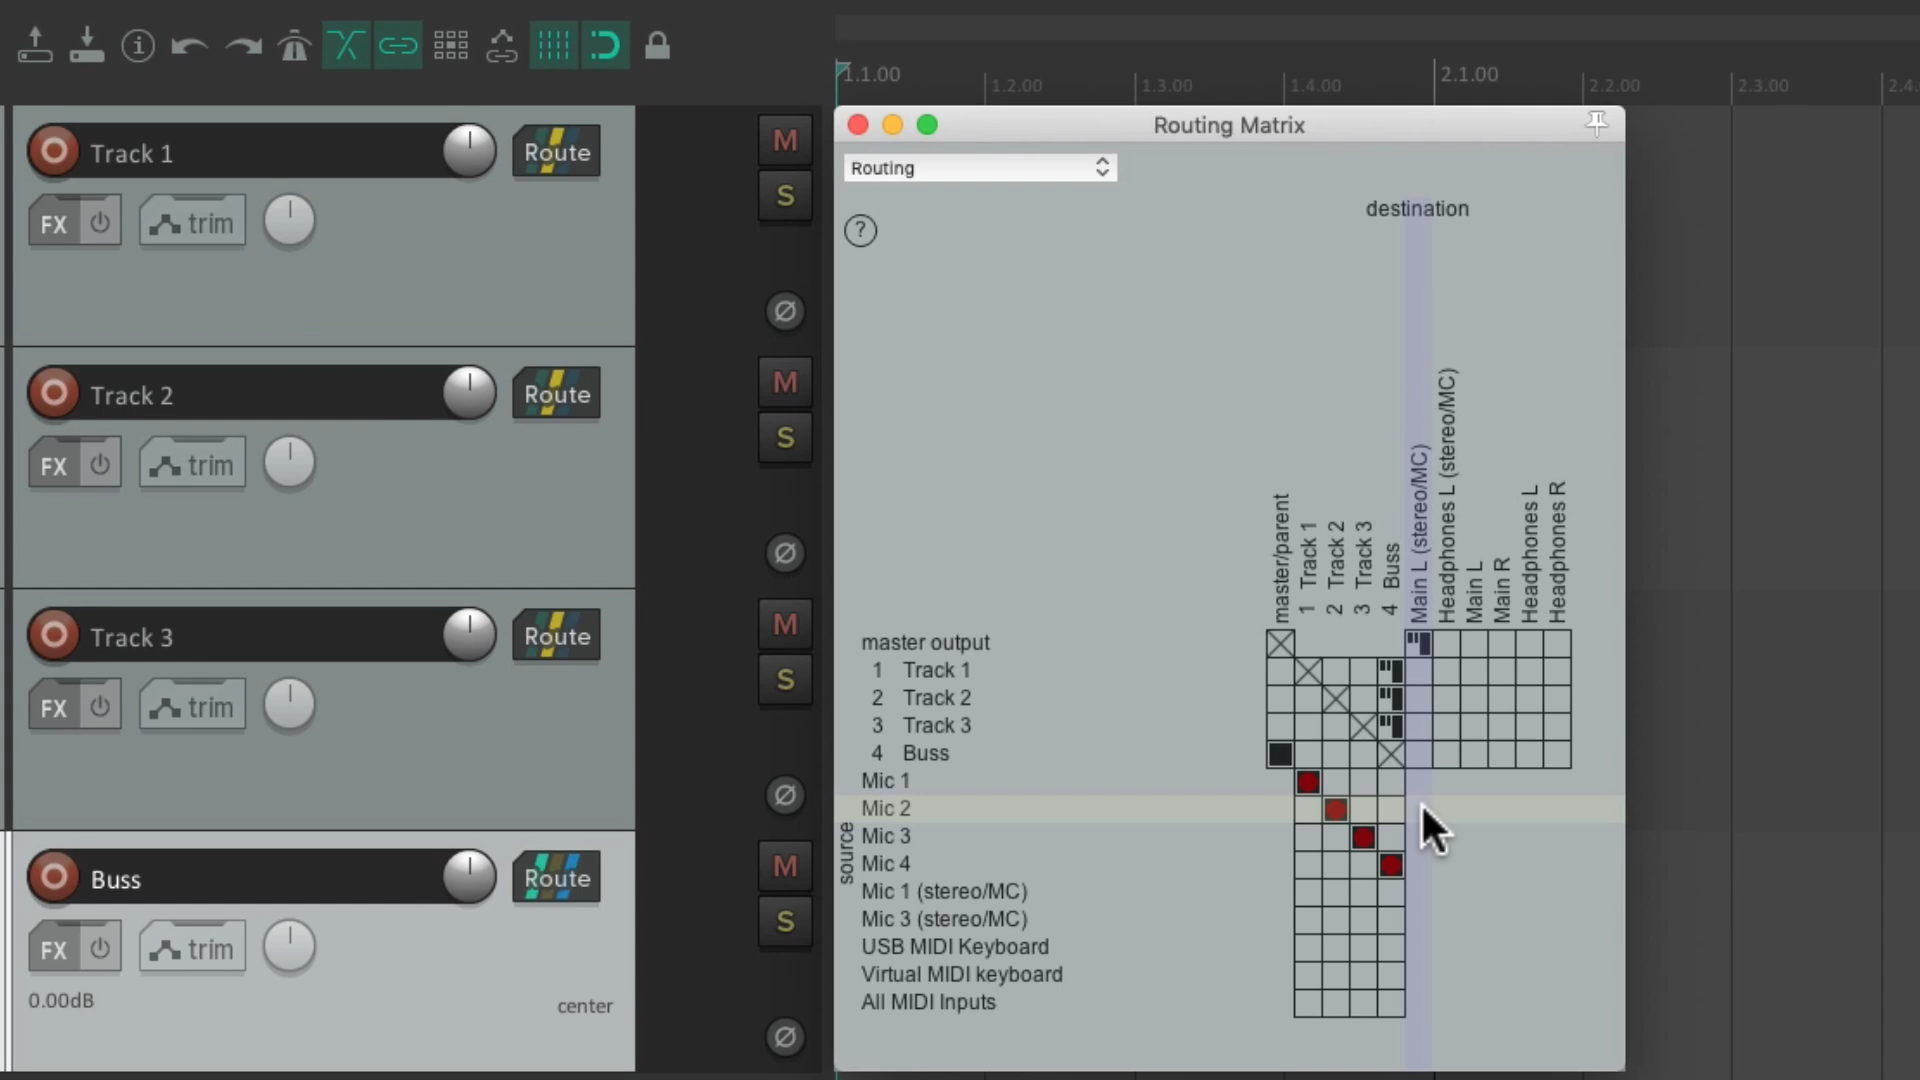 1.1.00
1.2.00
1.3.00
1.4.00
2.1.00
2.2.00
2.3.00
2.4.
Track 1
Route
M
FX
trim
S
Track 2
Route
M
FX
trim
S
Track 3
Route
M
FX
trim
S
Buss
Route
M
FX
trim
S
0.00dB
center
Routing Matrix
Routing
?
destination
master/parent
1 Track 1
2 Track 2
3 Track 3
4 Buss
Main L (stereo/MC)
Headphones L (stereo/MC)
Main L
Main R
Headphones L
Headphones R
source
master output
1 Track 1
2 Track 2
3 Track 3
4 Buss
Mic 1
Mic 2
Mic 3
Mic 4
Mic 1 (stereo/MC)
Mic 3 (stereo/MC)
USB MIDI Keyboard
Virtual MIDI keyboard
All MIDI Inputs